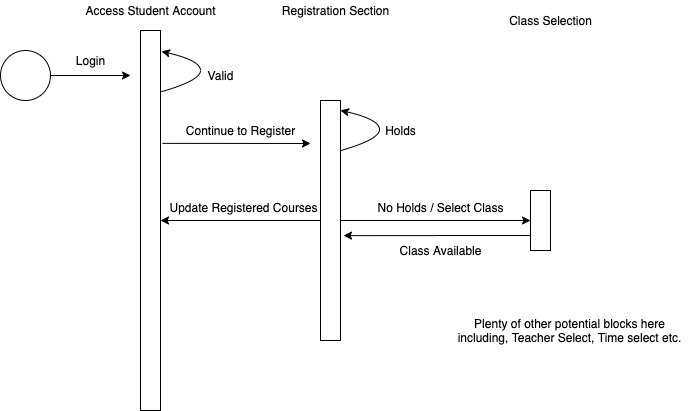 Access Student Account
Registration Section
Class Selection
Login
Valid
Continue to Register
Holds
Update Registered Courses
No Holds / Select Class
Class Available
Plenty of other potential blocks here
including, Teacher Select, Time select etc.